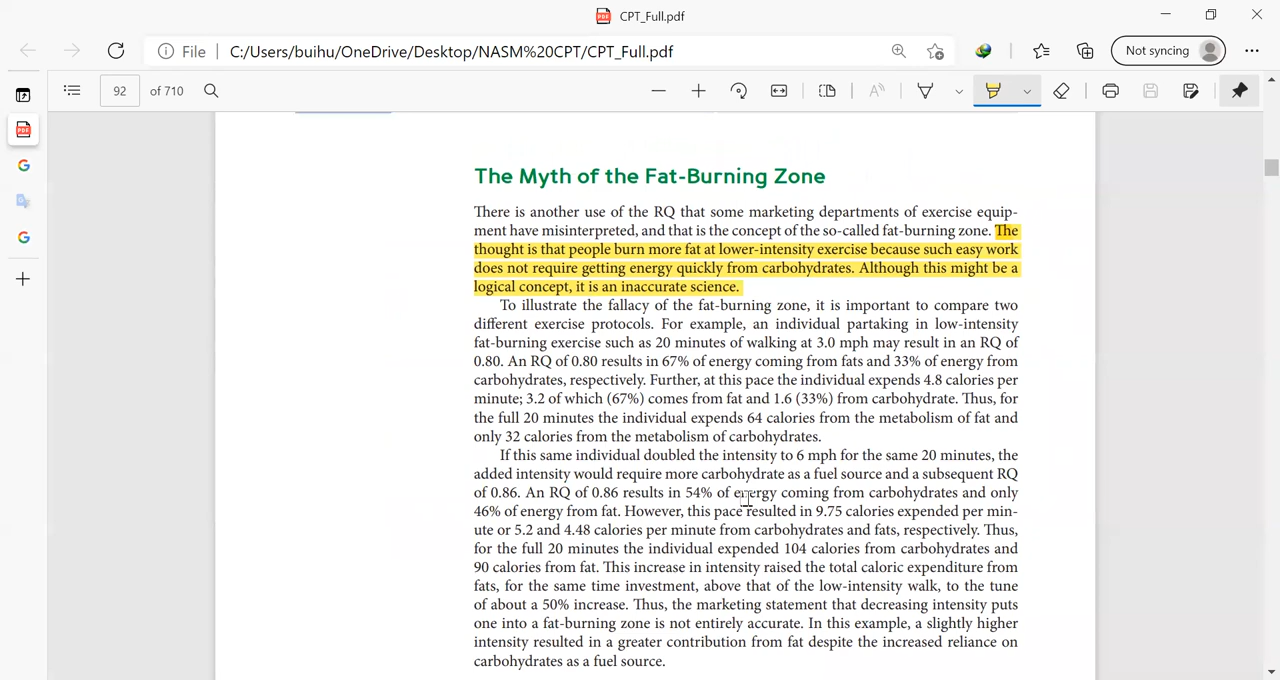 CPT_Full.pdf
File C:/Users/buihu/OneDrive/Desktop/NASM%20CPT/CPT_Full.pdf Not syncing
92 of 710
The Myth of the Fat-Burning Zone
There is another use of the RQ that some marketing departments of exercise equip-
ment have misinterpreted, and that is the concept of the so-called fat-burning zone. The
thought is that people burn more fat at lower-intensity exercise because such easy work
does not require getting energy quickly from carbohydrates. Although this might be a
logical concept, it is an inaccurate science.
To illustrate the fallacy of the fat-burning zone, it is important to compare two
different exercise protocols. For example, an individual partaking in low-intensity
fat-burning exercise such as 20 minutes of walking at 3.0 mph may result in an RQ of
0.80. An RQ of 0.80 results in 67% of energy coming from fats and 33% of energy from
carbohydrates, respectively. Further, at this pace the individual expends 4.8 calories per
minute; 3.2 of which (67%) comes from fat and 1.6 (33%) from carbohydrate. Thus, for
the full 20 minutes the individual expends 64 calories from the metabolism of fat and
only 32 calories from the metabolism of carbohydrates.
If this same individual doubled the intensity to 6 mph for the same 20 minutes, the
added intensity would require more carbohydrate as a fuel source and a subsequent RQ
of 0.86. An RQ of 0.86 results in 54% of energy coming from carbohydrates and only
46% of energy from fat. However, this pace resulted in 9.75 calories expended per min-
ute or 5.2 and 4.48 calories per minute from carbohydrates and fats, respectively. Thus,
for the full 20 minutes the individual expended 104 calories from carbohydrates and
90 calories from fat. This increase in intensity raised the total caloric expenditure from
fats, for the same time investment, above that of the low-intensity walk, to the tune
of about a 50% increase. Thus, the marketing statement that decreasing intensity puts
one into a fat-burning zone is not entirely accurate. In this example, a slightly higher
intensity resulted in a greater contribution from fat despite the increased reliance on
carbohydrates as a fuel source.